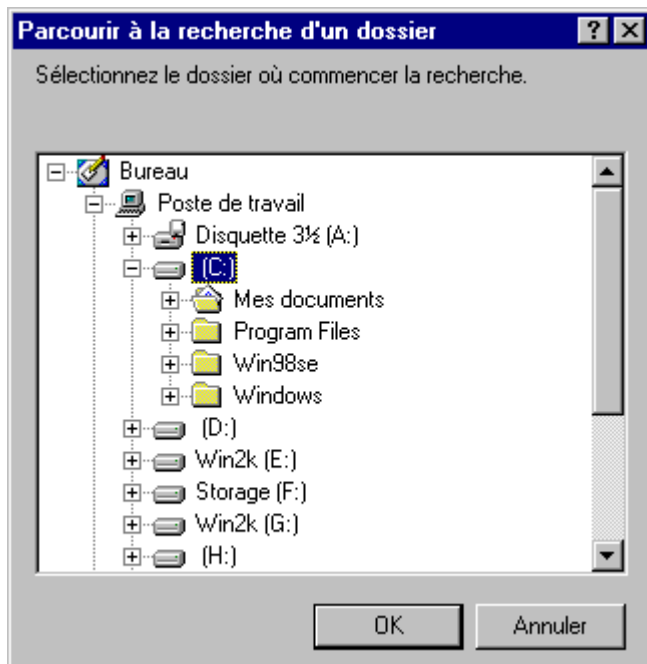 Parcourir à la recherche d'un dossier
Sélectionnez le dossier où commencer la recherche.
Bureau
Poste de travail
Disquette 3½ (A:)
(C:)
Mes documents
Program Files
Win98se
Windows
(D:)
Win2k (E:)
Storage (F:)
Win2k (G:)
(H:)
OK Annuler